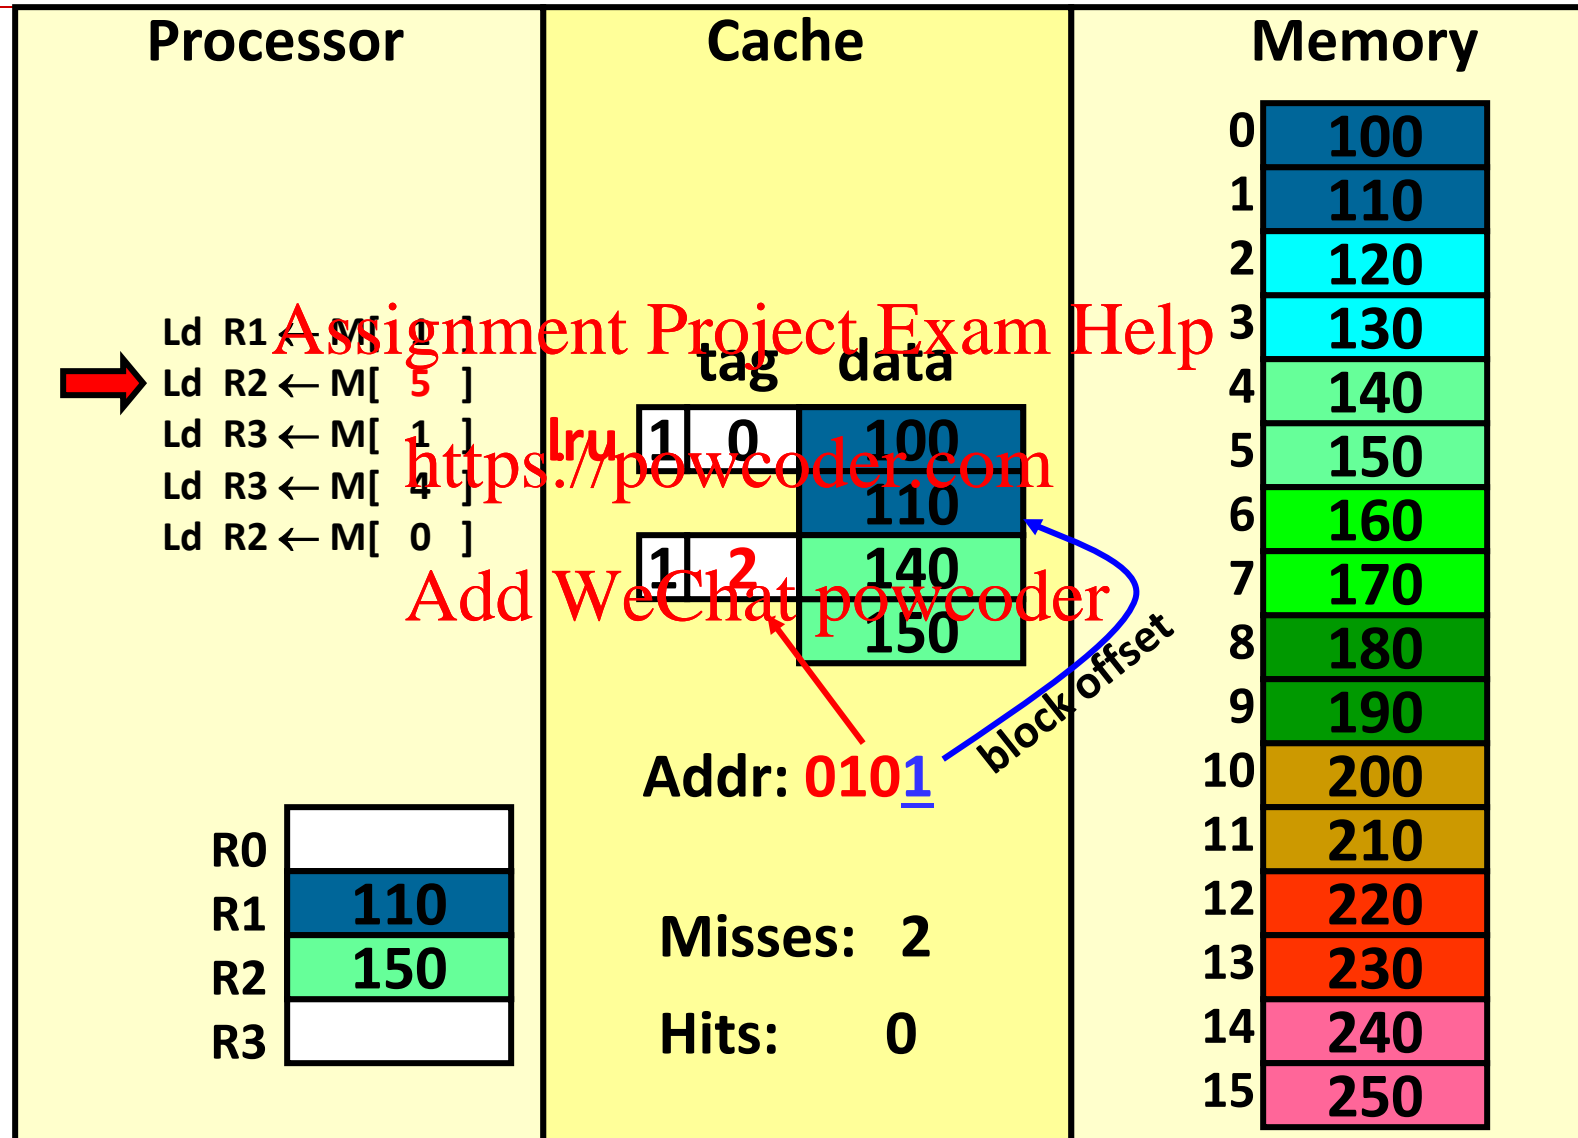 Processor
Cache
Memory
Ld R1 ← M[ 1 ]
Ld R2 ← M[ 5 ]
Ld R3 ← M[ 1 ]
Ld R3 ← M[ 4 ]
Ld R2 ← M[ 0 ]
Assignment Project Exam Help
https://powcoder.com
Add WeChat powcoder
tag data
lru 1 0 100
110
1 2 140
150
block offset
Addr: 0101
Misses: 2
Hits: 0
R0
R1 110
R2 150
R3
0 100
1 110
2 120
3 130
4 140
5 150
6 160
7 170
8 180
9 190
10 200
11 210
12 220
13 230
14 240
15 250